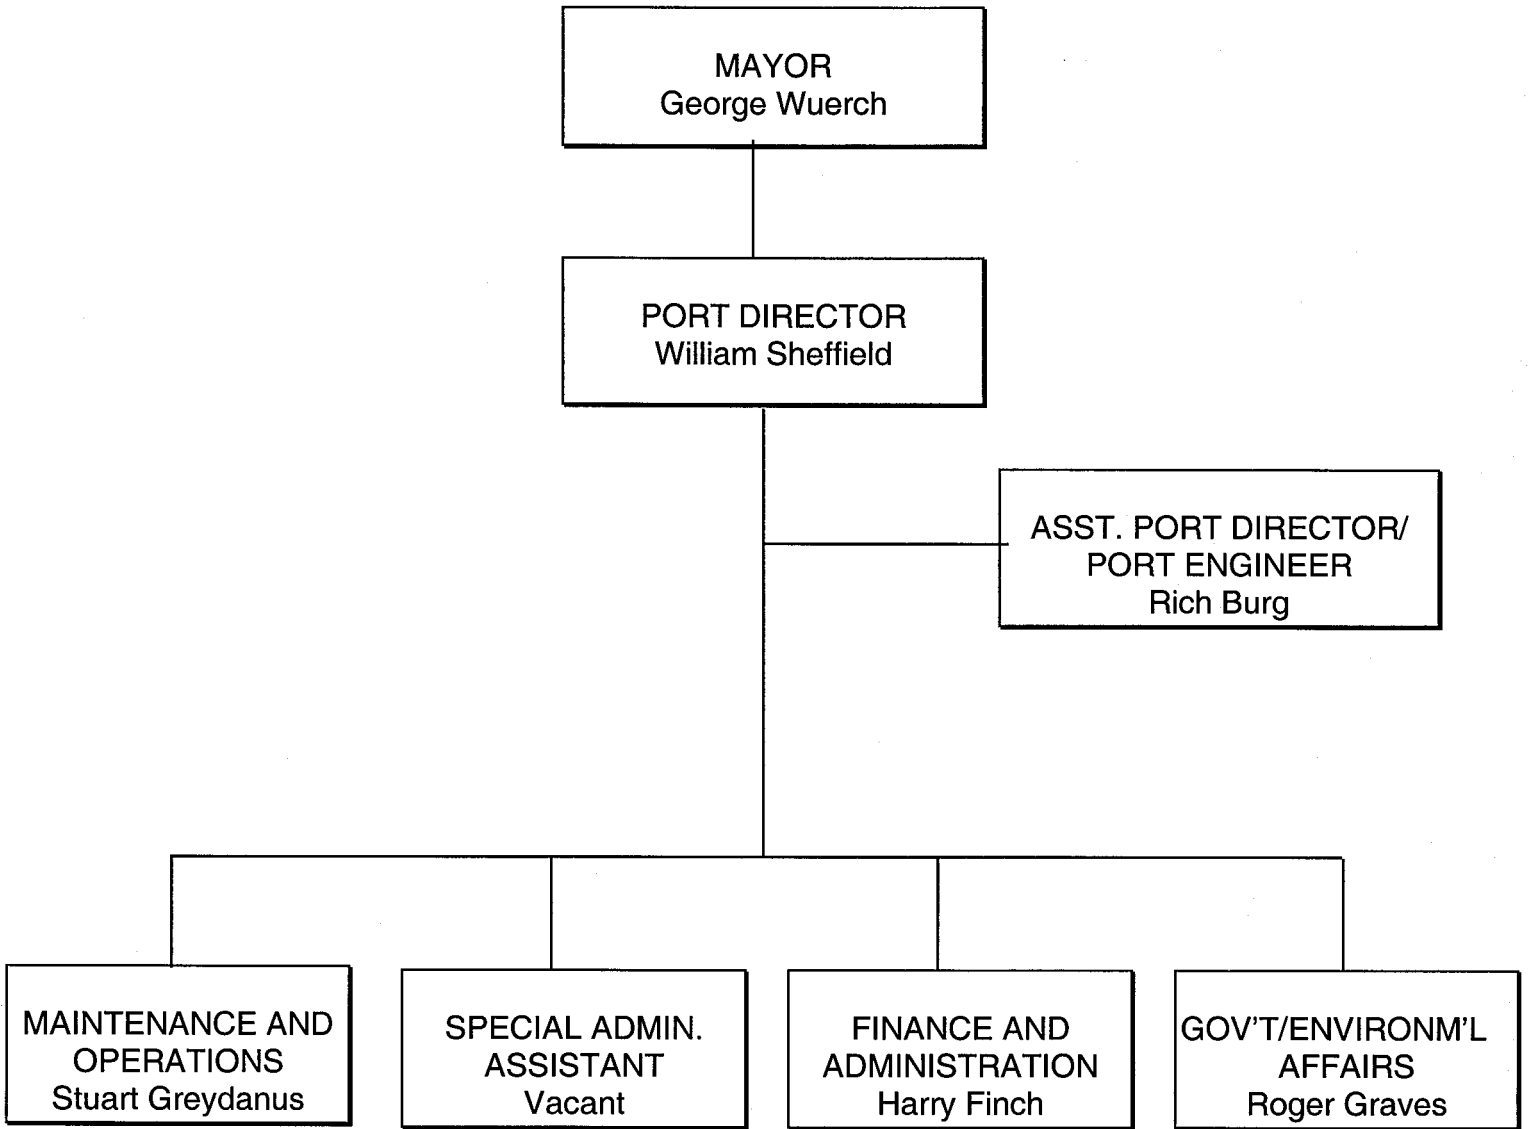 MAYOR
George Wuerch
PORT DIRECTOR
William Sheffield
ASST. PORT DIRECTOR/
PORT ENGINEER
Rich Burg
MAINTENANCE AND
OPERATIONS
Stuart Greydanus
SPECIAL ADMIN.
ASSISTANT
Vacant
FINANCE AND
ADMINISTRATION
Harry Finch
GOV'T/ENVIRONM'L
AFFAIRS
Roger Graves